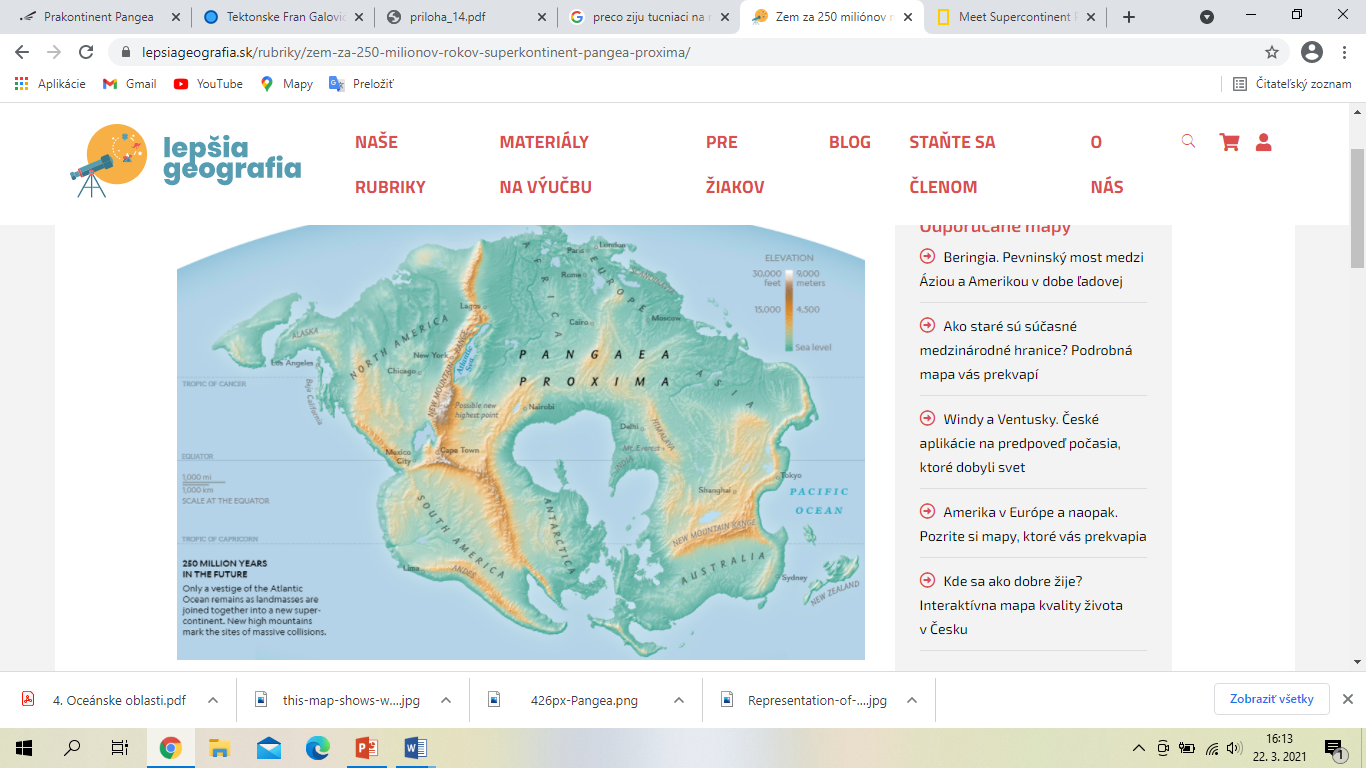 Prakontinent Pangea
Tektonske Fran Galovi
priloha_14.pdf
preco ziju tucniaci na
Zem za 250 miliónov
Meet Supercontinent
lepsiageografia.sk/rubriky/zem-za-250-milionov-rokov-superkontinent-pangea-proxima/
Aplikácie
Gmail
YouTube
Mapy
Preložiť
Čitateľský zoznam
lepšia
geografia
NAŠE
RUBRIKY
MATERIÁLY
NA VÝUČBU
PRE
ŽIAKOV
BLOG
STAŇTE SA
ČLENOM
O
NÁS
Odporúčané mapy
Beringia. Pevninský most medzi
Áziou a Amerikou v dobe ľadovej
Ako staré sú súčasné
medzinárodné hranice? Podrobná
mapa vás prekvapí
Windy a Ventusky. České
aplikácie na predpoveď počasia,
ktoré dobyli svet
Amerika v Európe a naopak.
Pozrite si mapy, ktoré vás prekvapia
Kde sa ako dobre žije?
Interaktívna mapa kvality života
v Česku
ELEVATION
30,000
feet
9,000
meters
15,000
4,500
Sea level
Paris
London
AFRICA
EUROPE
SCANDINAVIA
Rome
Moscow
Cairo
Lagos
ALASKA
NORTH AMERICA
Los Angeles
New York
Chicago
Atlantic
Sea
NEW MOUNTAIN RANGE
Baja California
TROPIC OF CANCER
PANGAEA
PROXIMA
ASIA
Possible new
highest point
Nairobi
Delhi
HIMALAYA
Mt. Everest
INDIA
Mexico
City
Cape Town
EQUATOR
1,000 mi
1,000 km
SCALE AT THE EQUATOR
Tokyo
Shanghai
PACIFIC
OCEAN
SOUTH AMERICA
ANTARCTICA
NEW MOUNTAIN RANGE
TROPIC OF CAPRICORN
AUSTRALIA
Lima
ANDES
Sydney
NEW ZEALAND
250 MILLION YEARS
IN THE FUTURE
Only a vestige of the Atlantic
Ocean remains as landmasses are
joined together into a new super-
continent. New high mountains
mark the sites of massive collisions.
4. Oceánske oblasti.pdf
this-map-shows-w....jpg
426px-Pangea.png
Representation-of-....jpg
Zobraziť všetky
16:13
22. 3. 2021
1